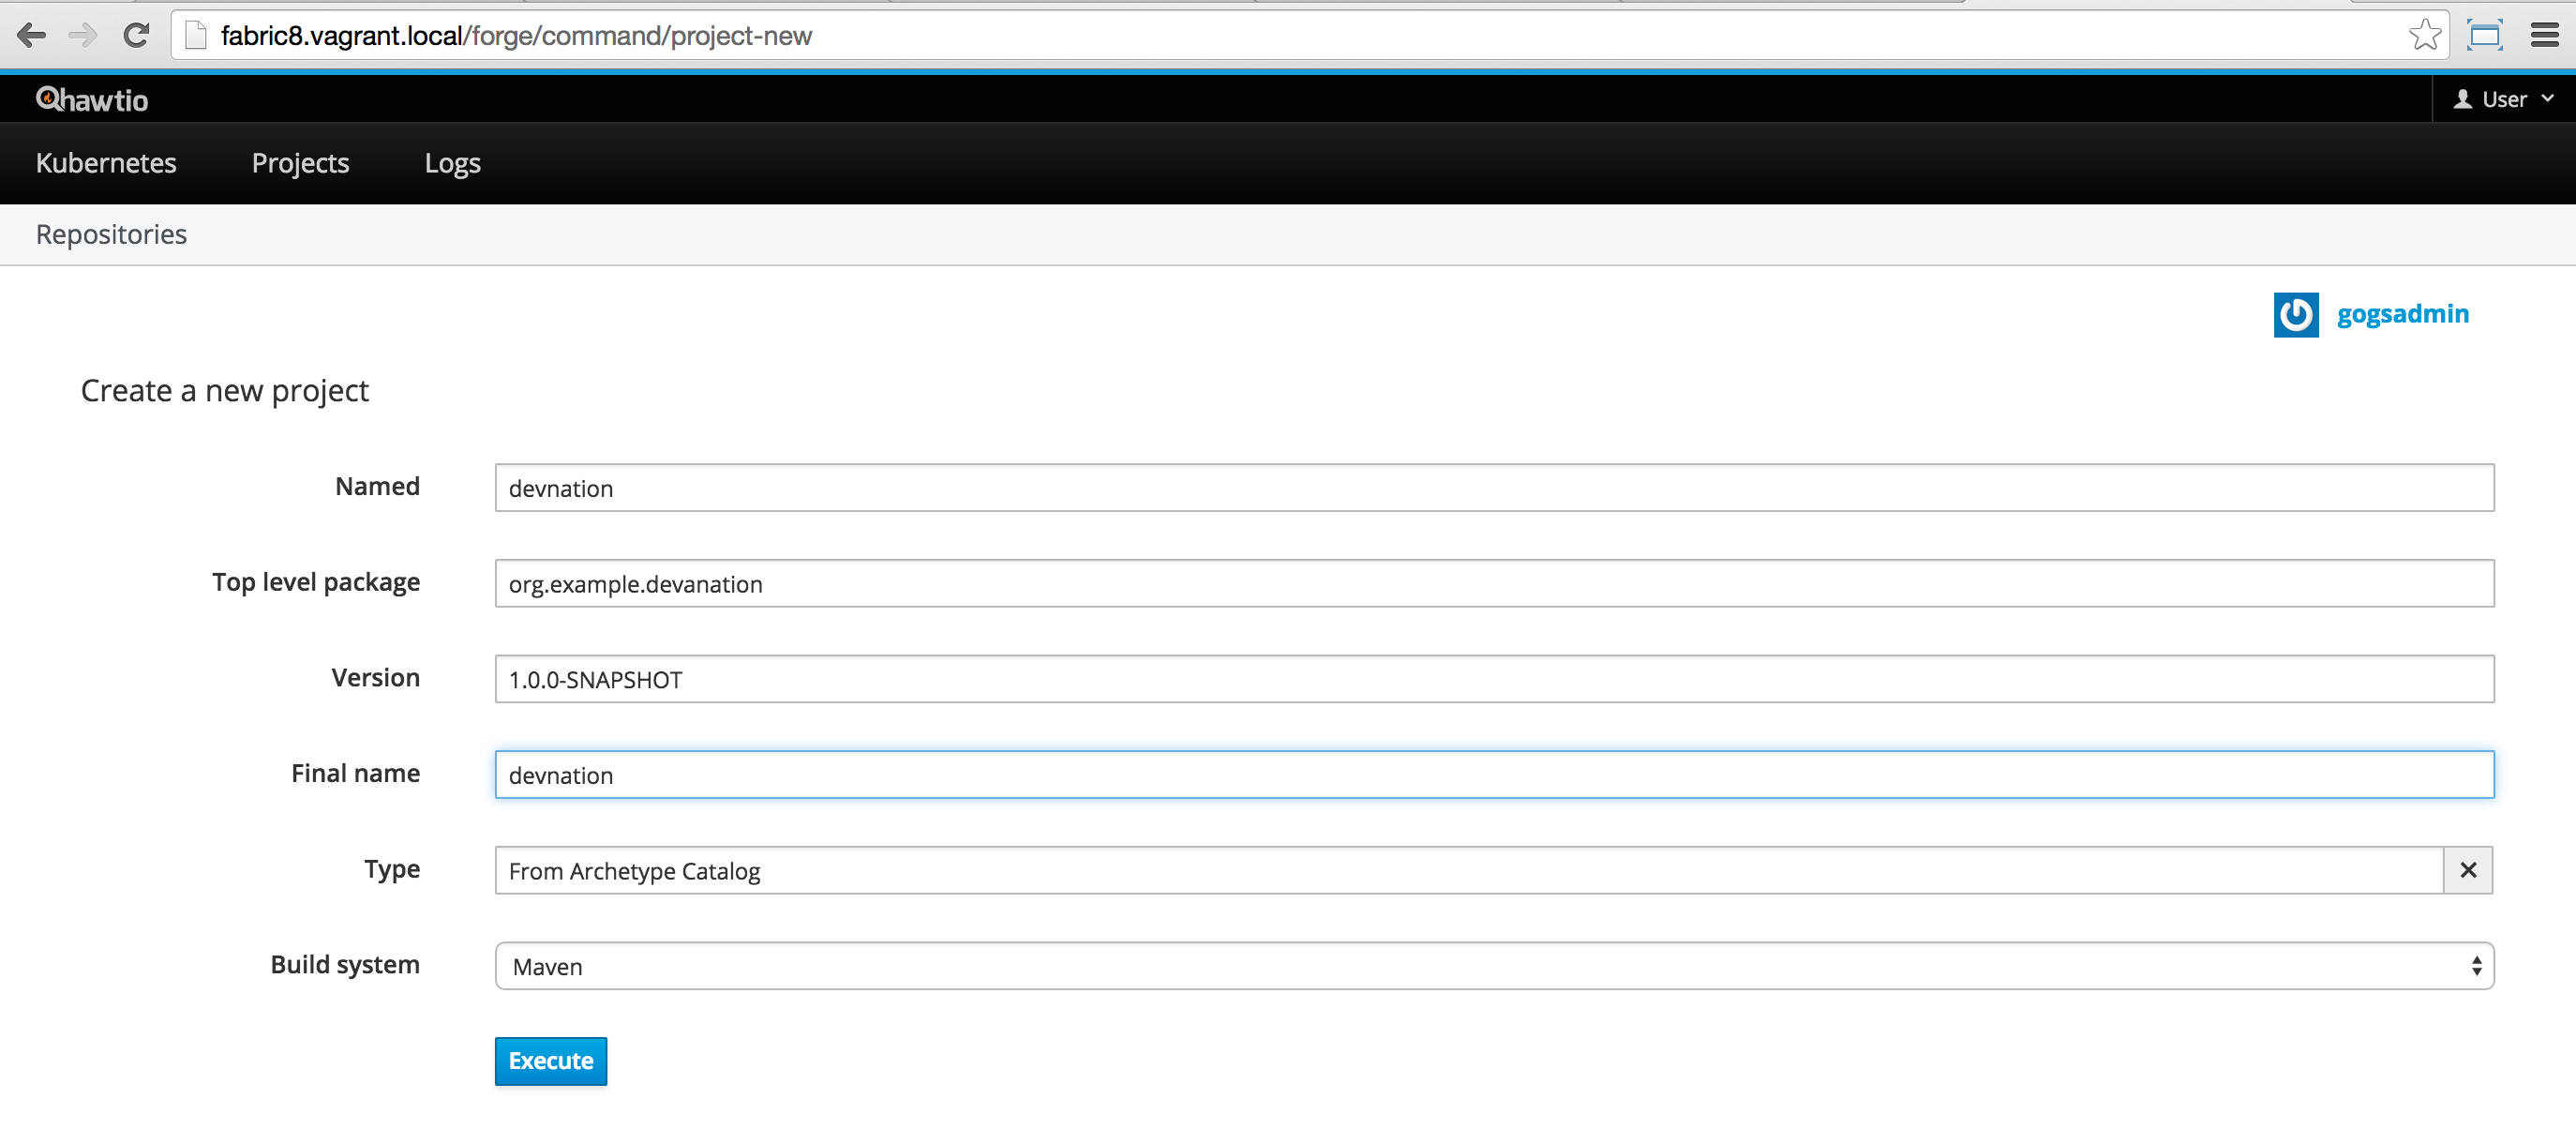 fabric8.vagrant.local/forge/command/project-new
hawtio
User
Kubernetes Projects Logs
Repositories
gogsadmin
Create a new project
Named devnation
Top level package org.example.devanation
Version 1.0.0-SNAPSHOT
Final name devnation
Type From Archetype Catalog
Build system Maven
Execute